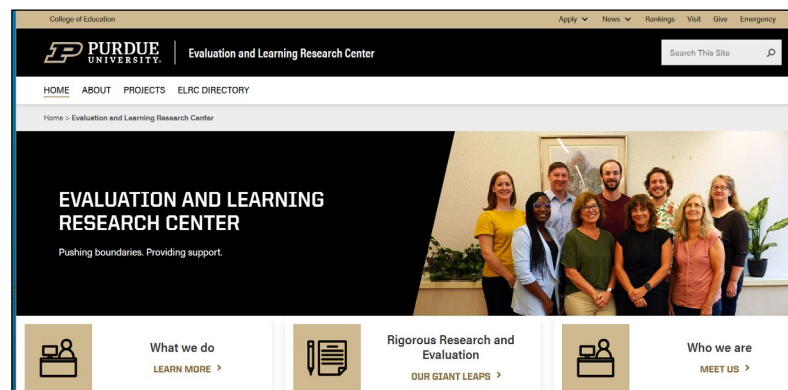 College of Education
Apply News Rankings Visit Give Emergency
PURDUE
UNIVERSITY®
Evaluation and Learning Research Center
Search This Site
HOME ABOUT PROJECTS ELRC DIRECTORY
Home > Evaluation and Learning Research Center
EVALUATION AND LEARNING
RESEARCH CENTER
Pushing boundaries. Providing support.
What we do
LEARN MORE >
Rigorous Research and
Evaluation
OUR GIANT LEAPS >
Who we are
MEET US >